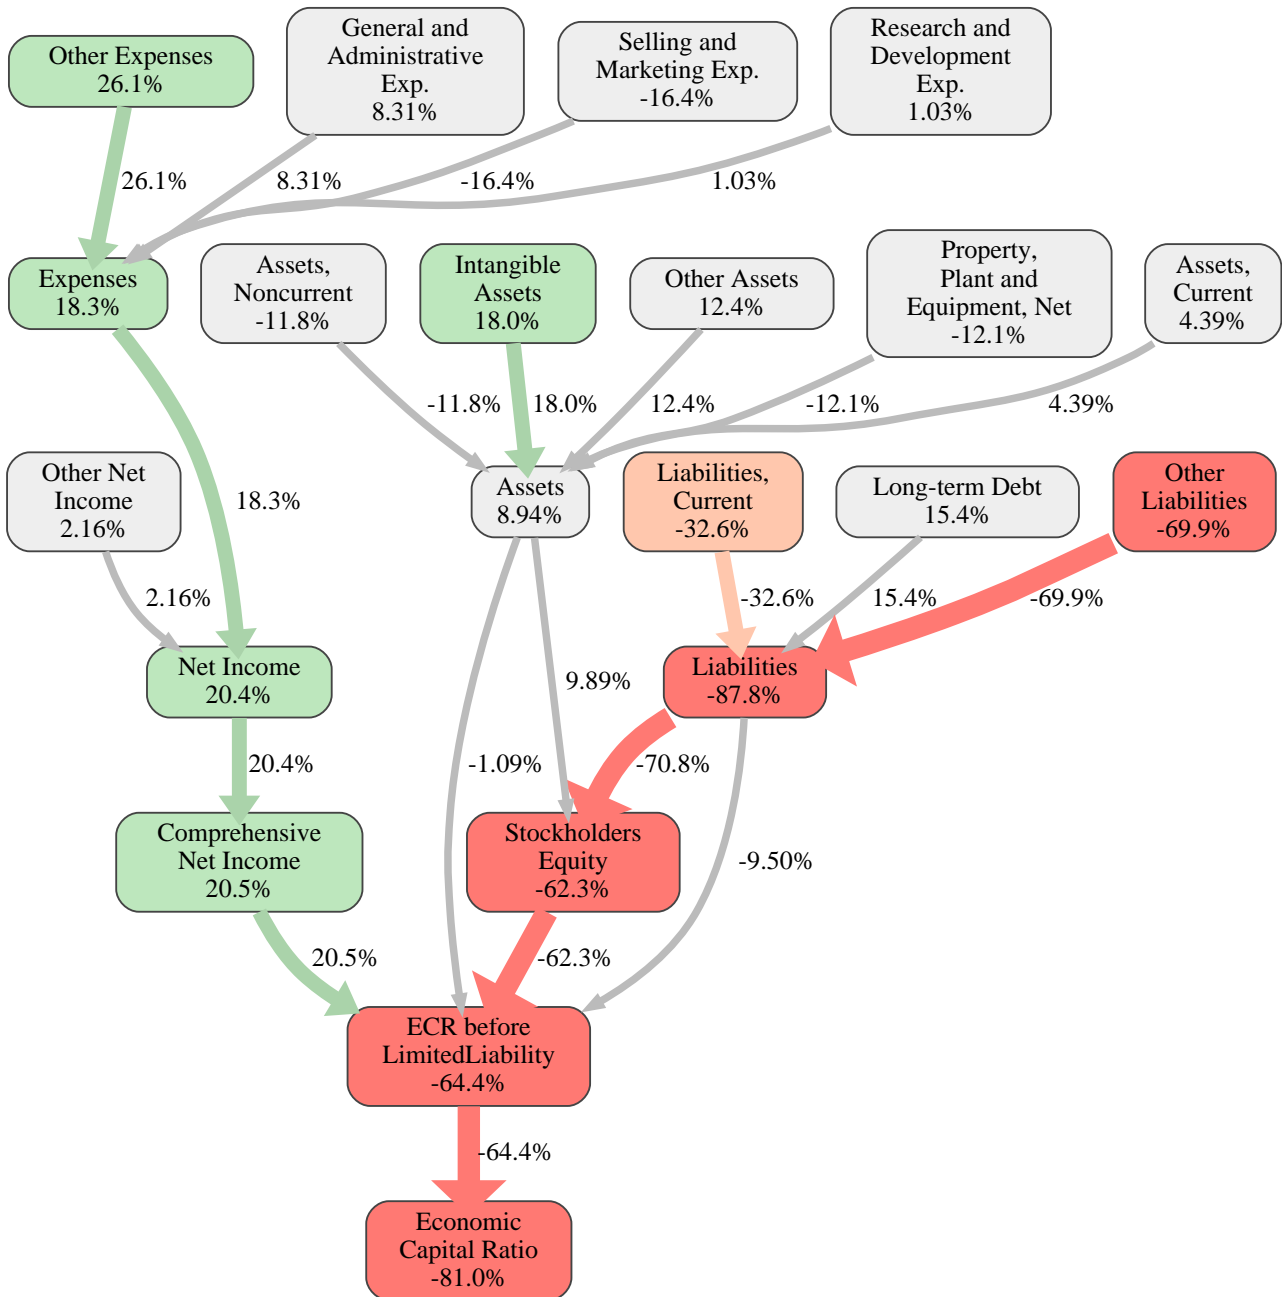 Other Expenses
26.1%
General and
Administrative
Exp.
8.31%
Selling and
Marketing Exp.
-16.4%
Research and
Development
Exp.
1.03%
26.1%
8.31%
-16.4%
1.03%
Expenses
18.3%
Assets,
Noncurrent
-11.8%
Intangible
Assets
18.0%
Other Assets
12.4%
Property,
Plant and
Equipment, Net
-12.1%
Assets,
Current
4.39%
-11.8%
18.0%
12.4%
-12.1%
4.39%
Other Net
Income
2.16%
18.3%
Assets
8.94%
Liabilities,
Current
-32.6%
Long-term Debt
15.4%
Other
Liabilities
-69.9%
2.16%
-32.6%
15.4%
-69.9%
Net Income
20.4%
9.89%
Liabilities
-87.8%
20.4%
-1.09%
-70.8%
Comprehensive
Net Income
20.5%
Stockholders
Equity
-62.3%
-9.50%
20.5%
-62.3%
ECR before
LimitedLiability
-64.4%
-64.4%
Economic
Capital Ratio
-81.0%